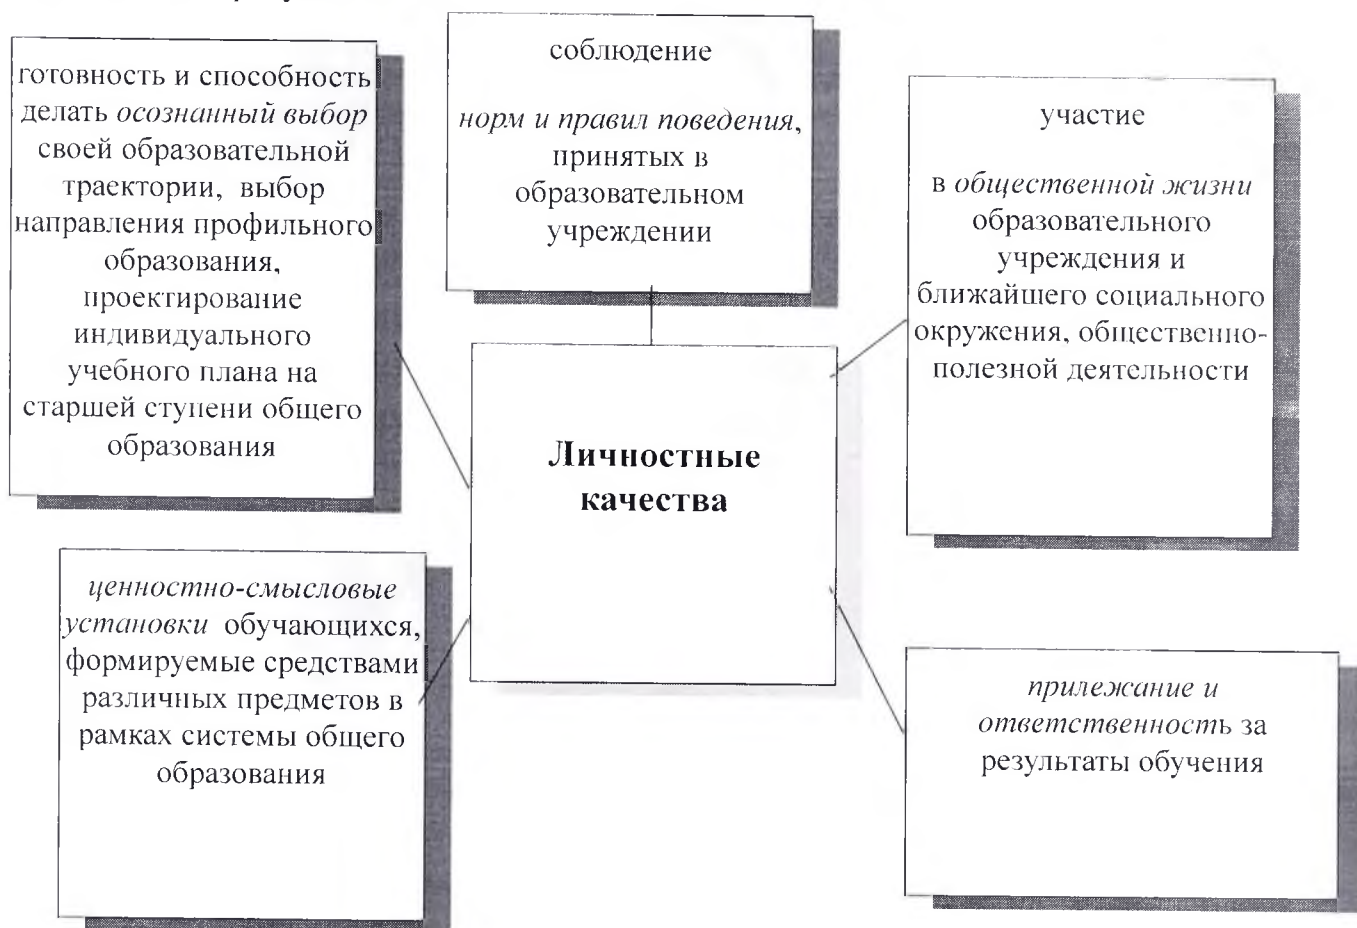 соблюдение
норм и правил поведения,
принятых в
образовательном
учреждении
готовность и способность
делать осознанный выбор
своей образовательной
траектории, выбор
направления профильного
образования,
проектирование
индивидуального
учебного плана на
старшей ступени общего
образования
участие
в общественной жизни
образовательного
учреждения и
ближайшего социального
окружения, общественно-
полезной деятельности
Личностные
качества
ценностно-смысловые
установки обучающихся,
формируемые средствами
различных предметов в
рамках системы общего
образования
прилежание и
ответственность за
результаты обучения